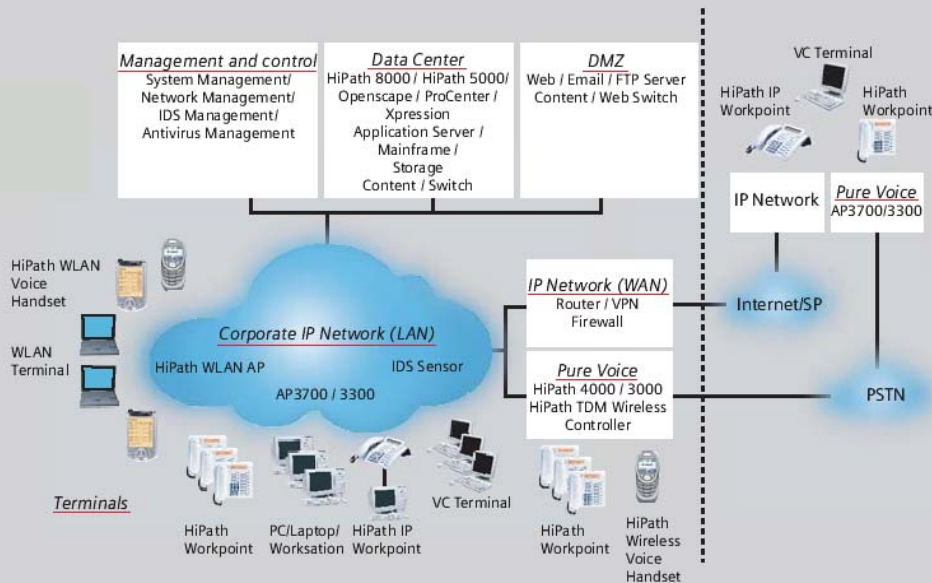 Management and control
System Management/
Network Management/
IDS Management/
Antivirus Management
Data Center
HiPath 8000 / HiPath 5000/
Openscape / ProCenter /
Xpression
Application Server /
Mainframe /
Storage
Content / Switch
DMZ
Web / Email / FTP Server
Content / Web Switch
VC Terminal
HiPath IP
Workpoint
HiPath
Workpoint
IP Network
Pure Voice
AP3700/3300
HiPath WLAN
Voice
Handset
WLAN
Terminal
Corporate IP Network (LAN)
HiPath WLAN AP
IDS Sensor
AP3700 / 3300
IP Network (WAN)
Router / VPN
Firewall
Internet/SP
Pure Voice
HiPath 4000 / 3000
HiPath TDM Wireless
Controller
PSTN
Terminals
HiPath
Workpoint
PC/Laptop/
Worksation
HiPath IP
Workpoint
VC Terminal
HiPath
Workpoint
HiPath
Wireless
Voice
Handset